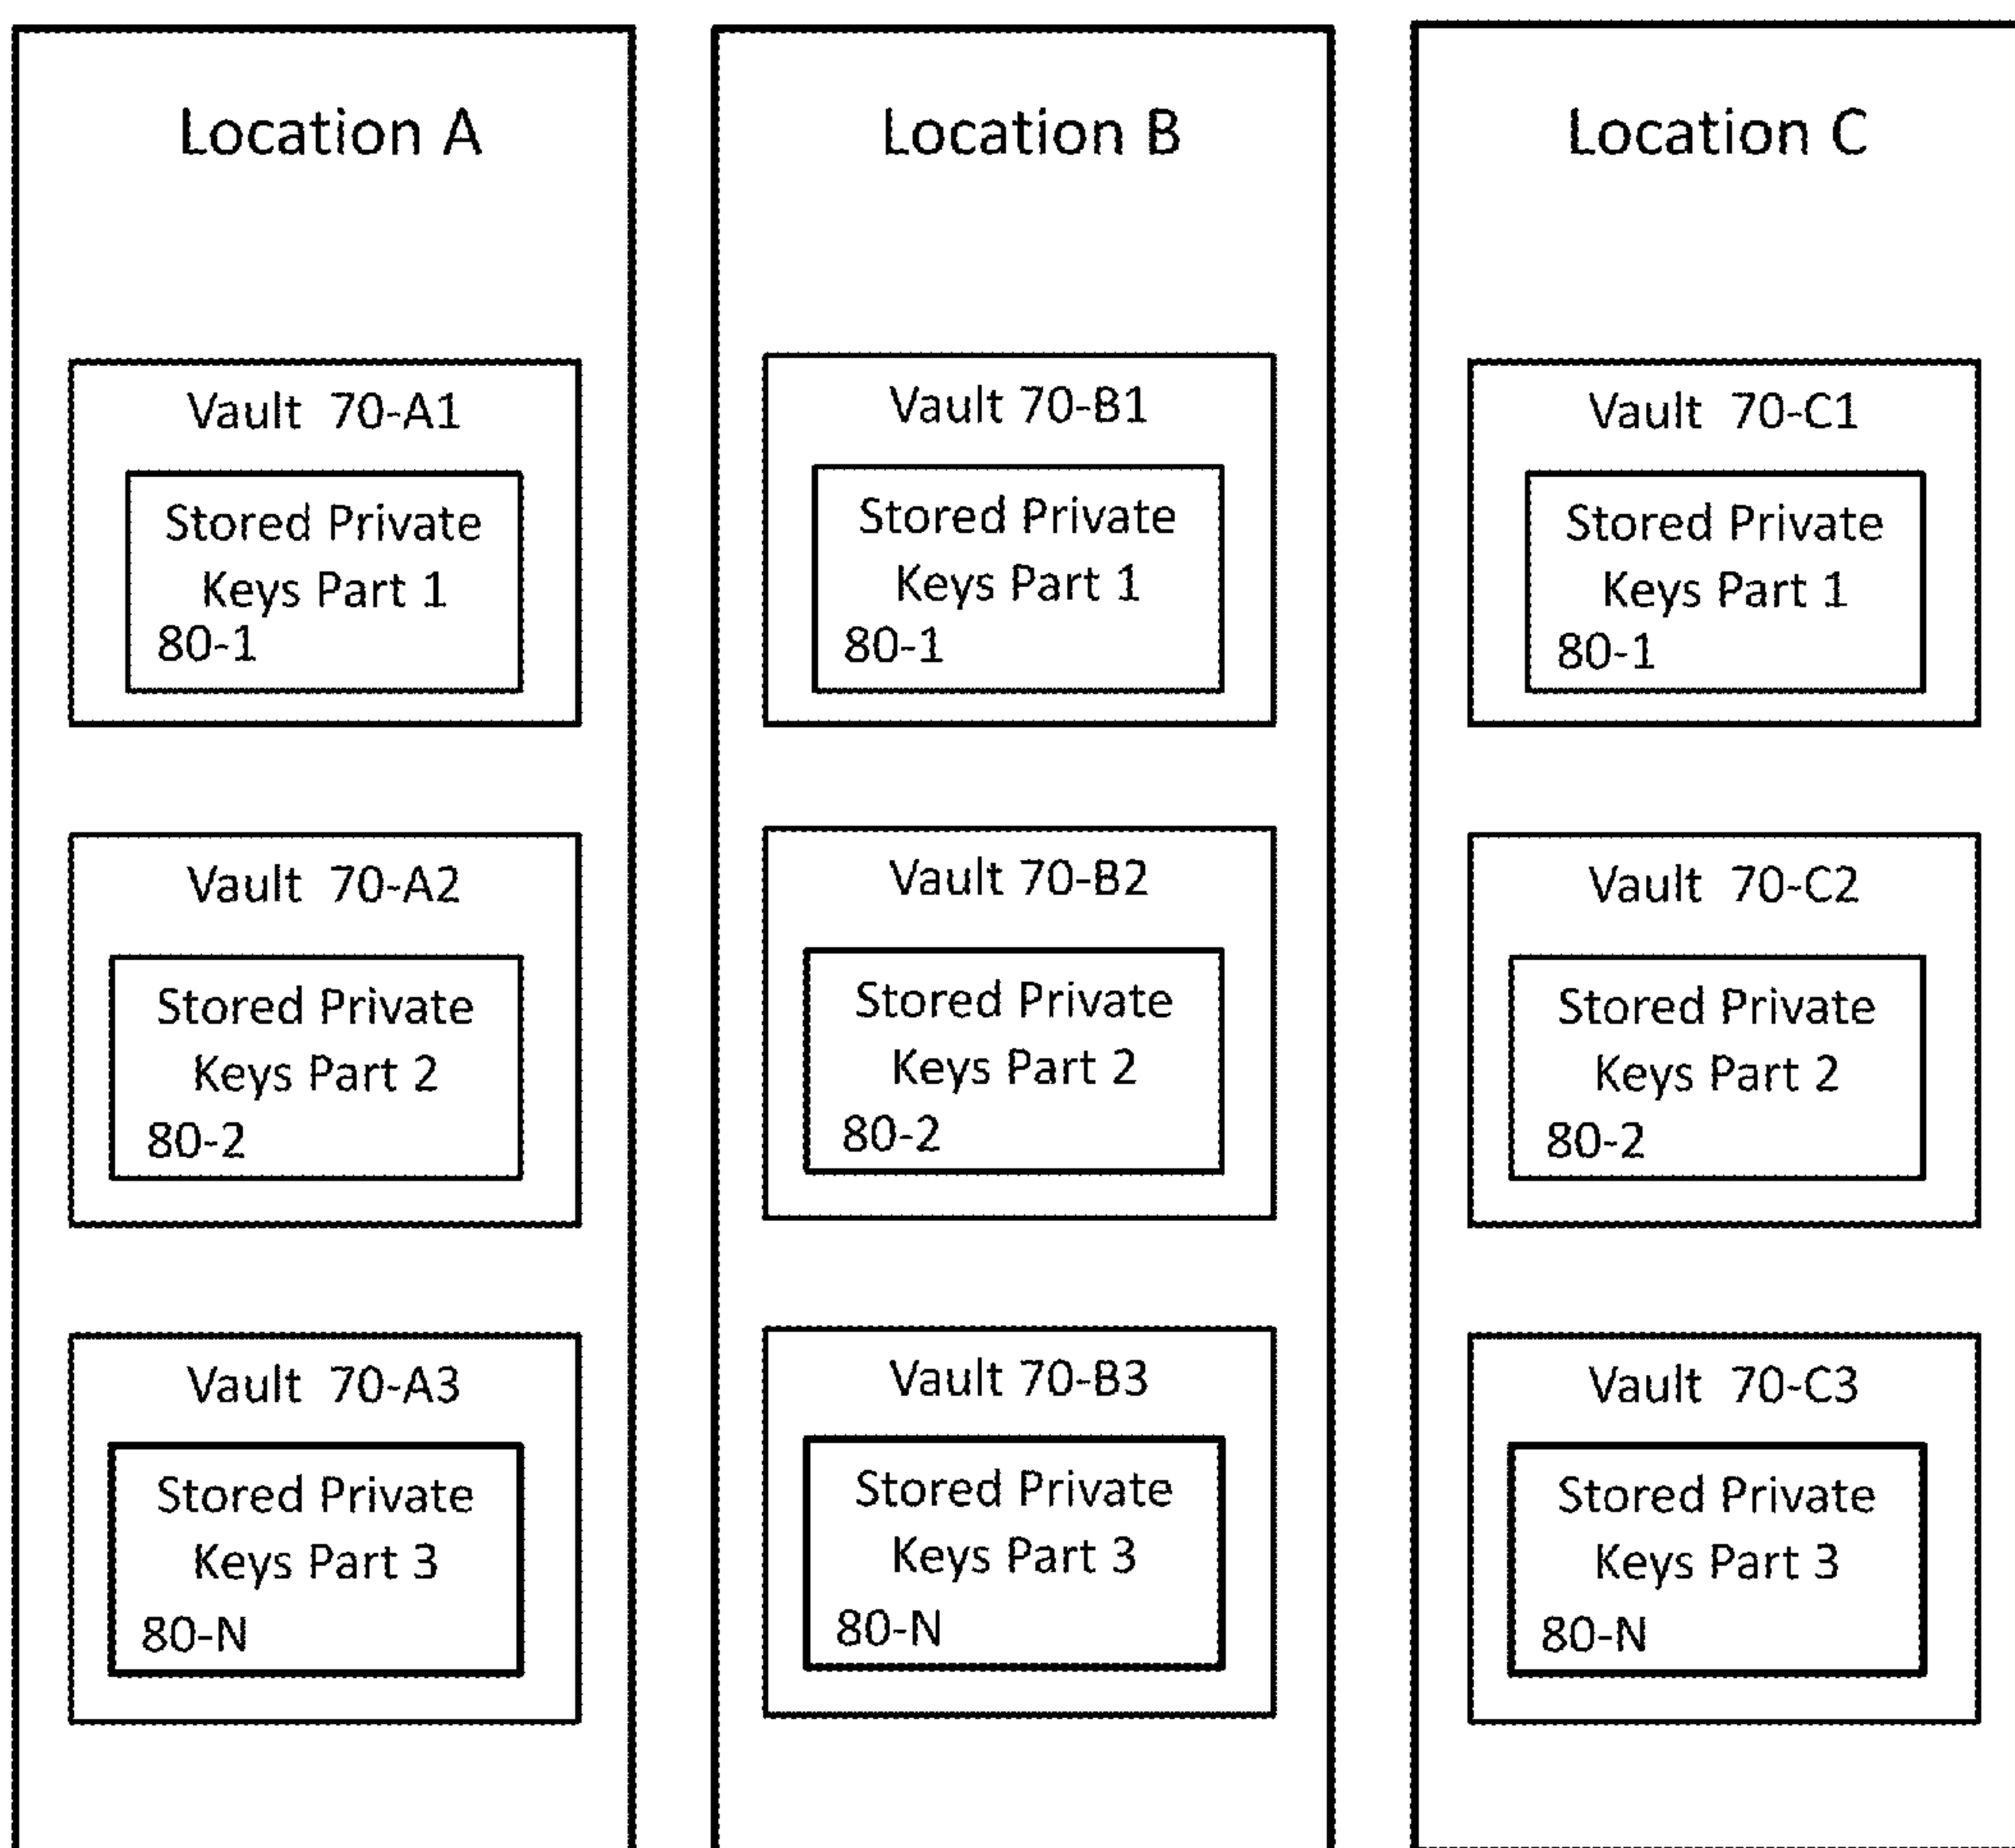 Location A
Vault 70-A1
Stored Private
Keys Part 1
80-1
Vault 70-A2
Stored Private
Keys Part 2
80-2
Vault 70-A3
Stored Private
Keys Part 3
80-N
Location B
Vault 70-B1
Stored Private
Keys Part 1
80-1
Vault 70-B2
Stored Private
Keys Part 2
80-2
Vault 70-B3
Stored Private
Keys Part 3
80-N
Location C
Vault 70-C1
Stored Private
Keys Part 1
80-1
Vault 70-C2
Stored Private
Keys Part 2
80-2
Vault 70-C3
Stored Private
Keys Part 3
80-N